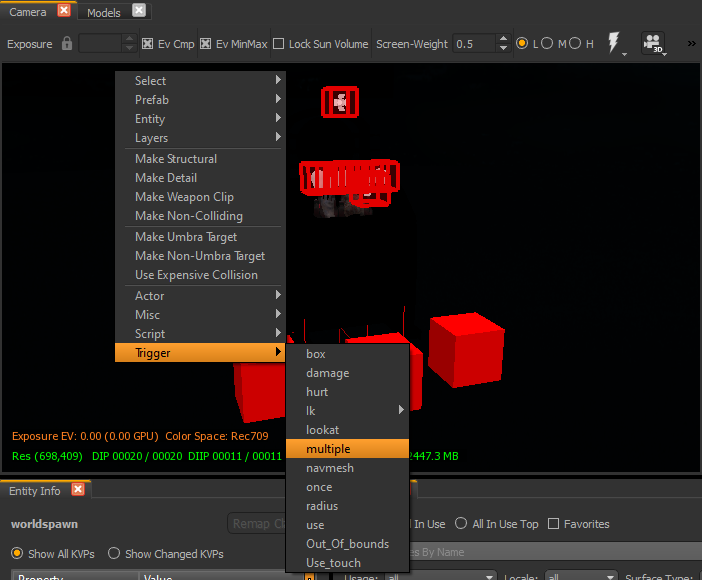 Camera Models
Exposure Ev Cmp Ev MinMax Lock Sun Volume Screen-Weight 0.5 L M H 3D »
Select
Prefab
Entity
Layers
Make Structural
Make Detail
Make Weapon Clip
Make Non-Colliding
Make Umbra Target
Make Non-Umbra Target
Use Expensive Collision
Actor
Misc
Script
Trigger
box
damage
hurt
lk
lookat
multiple
navmesh
once
radius
use
Out_Of_bounds
Use_touch
Exposure EV: 0.00 (0.00 GPU) Color Space: Rec709
Res (698,409) DIP 00020 / 00020 DIIP 00011 / 00011 2447.3 MB
Entity Info
worldspawn Remap Cl
In Use All In Use Top Favorites
Show All KVPs Show Changed KVPs
es By Name
Property Value
Usage: all Locale: all Surface Type: